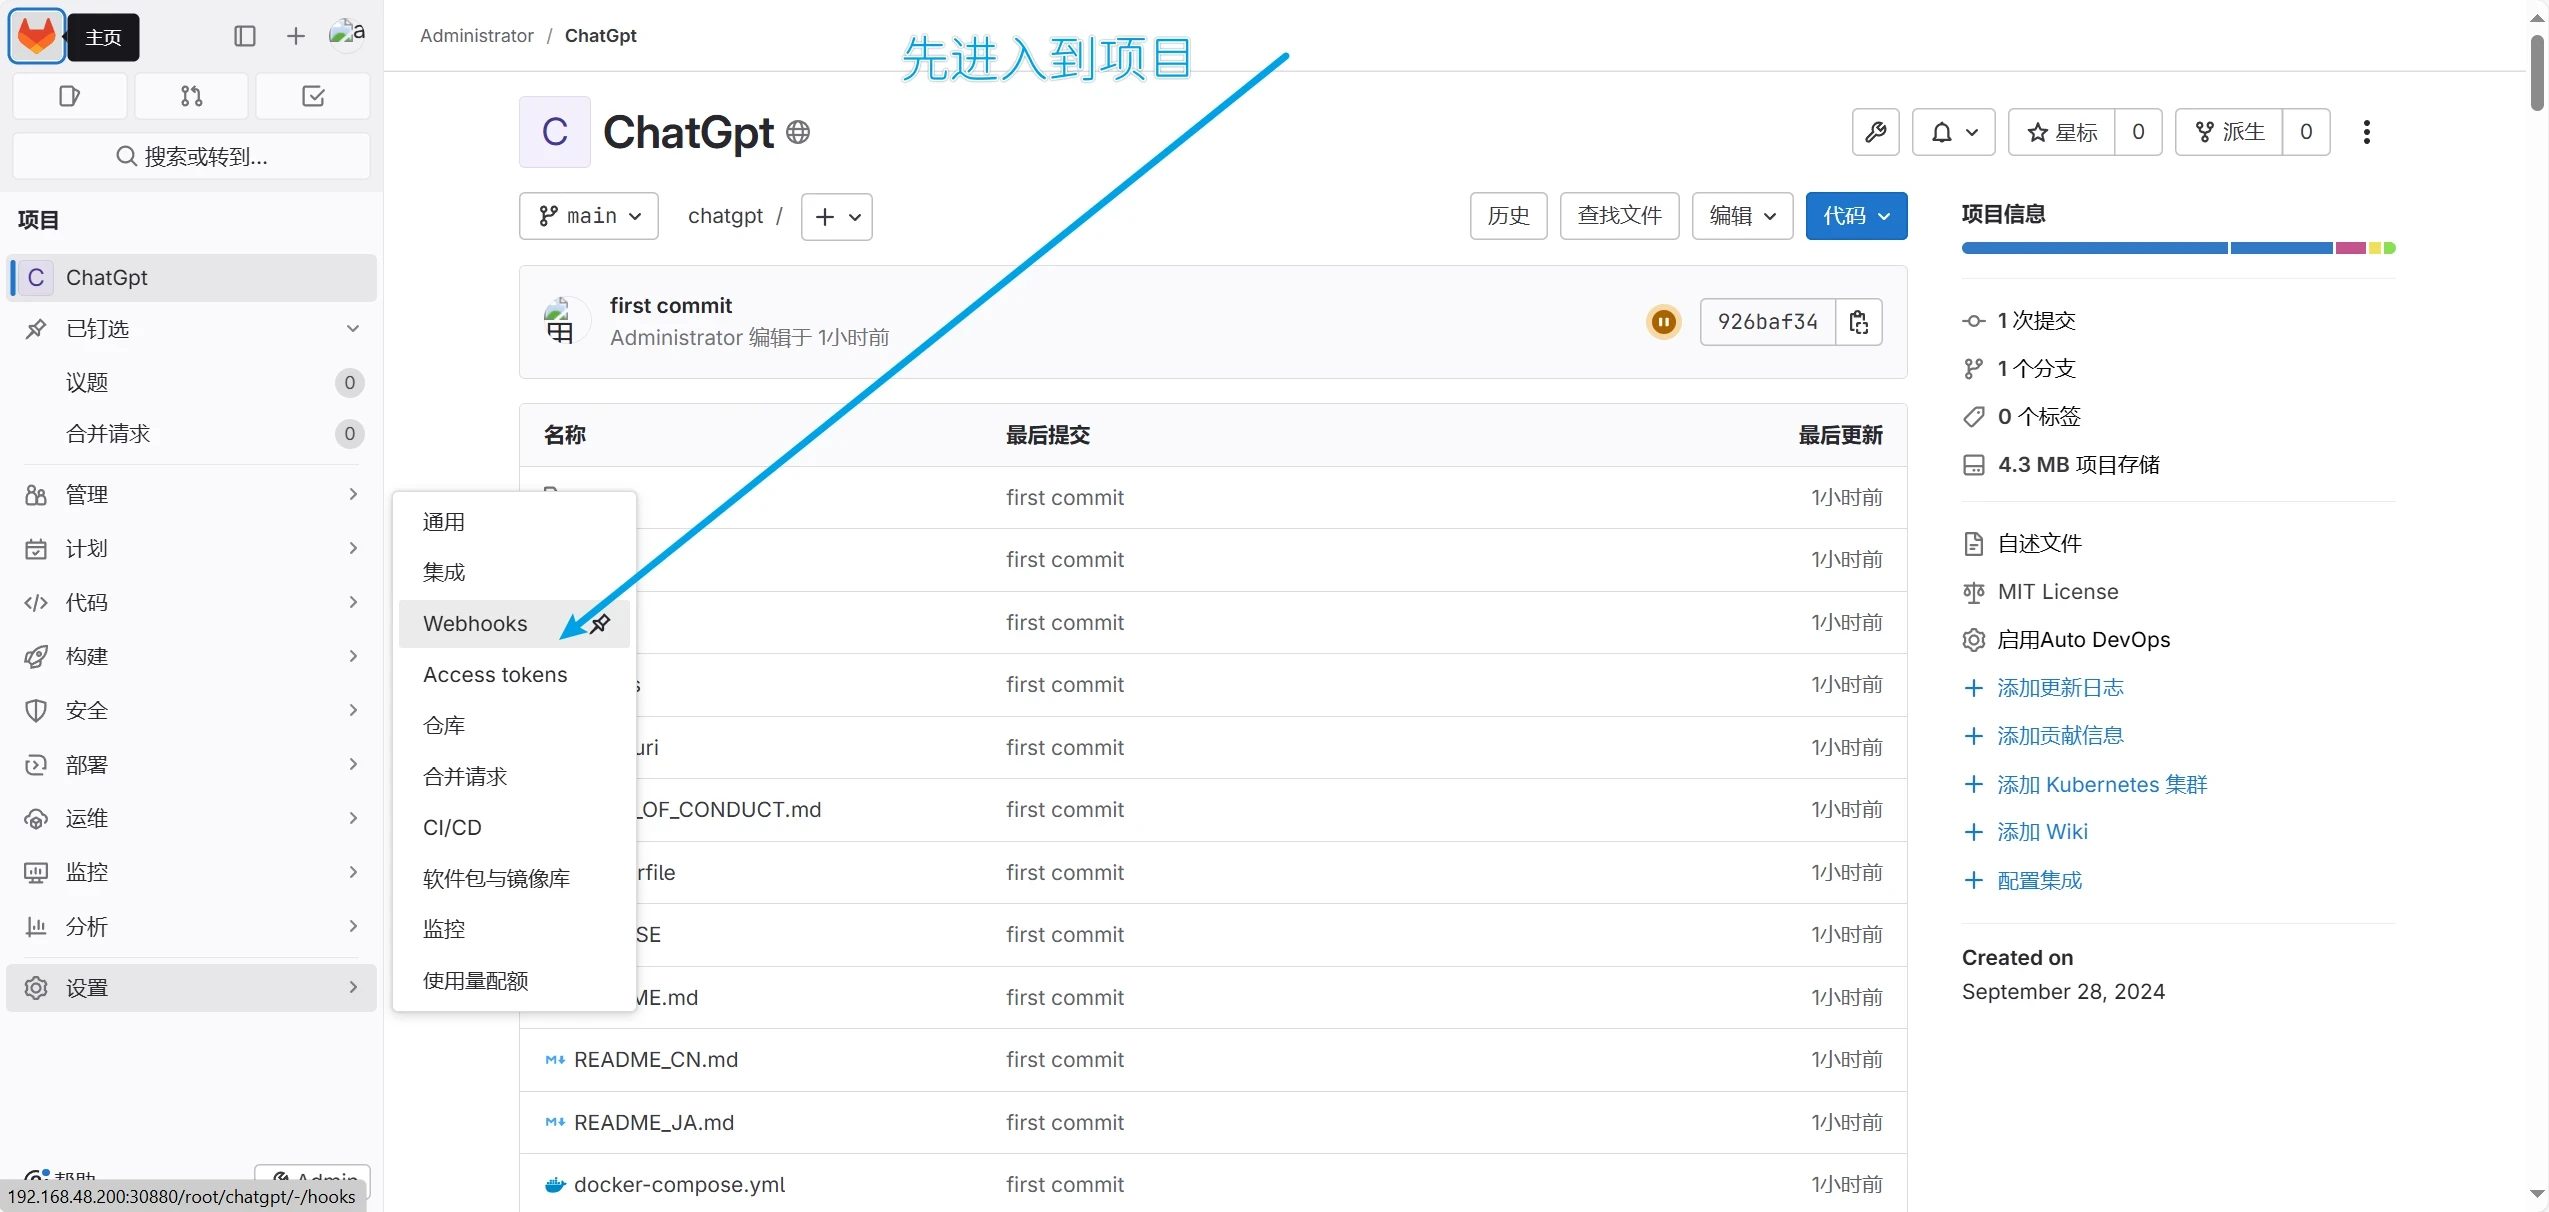 主页
a
Administrator / ChatGpt
先进入到项目
搜索或转到...
项目
C ChatGpt
已钉选
议题 0
合并请求 0
管理
计划
代码
构建
安全
部署
运维
监控
分析
设置
帮助
Admin
192.168.48.200:30880/root/chatgpt/-/hooks
通用
集成
Webhooks
Access tokens
仓库
合并请求
CI/CD
软件包与镜像库
监控
使用量配额
C ChatGpt
星标 0
派生 0
main
chatgpt /
历史
查找文件
编辑
代码
first commit
Administrator 编辑于 1小时前
926baf34
名称 最后提交 最后更新
first commit 1小时前
first commit 1小时前
first commit 1小时前
s first commit 1小时前
uri first commit 1小时前
_OF_CONDUCT.md first commit 1小时前
rfile first commit 1小时前
SE first commit 1小时前
ME.md first commit 1小时前
README_CN.md first commit 1小时前
README_JA.md first commit 1小时前
docker-compose.yml first commit 1小时前
项目信息
1 次提交
1 个分支
0 个标签
4.3 MB 项目存储
自述文件
MIT License
启用Auto DevOps
添加更新日志
添加贡献信息
添加 Kubernetes 集群
添加 Wiki
配置集成
Created on
September 28, 2024